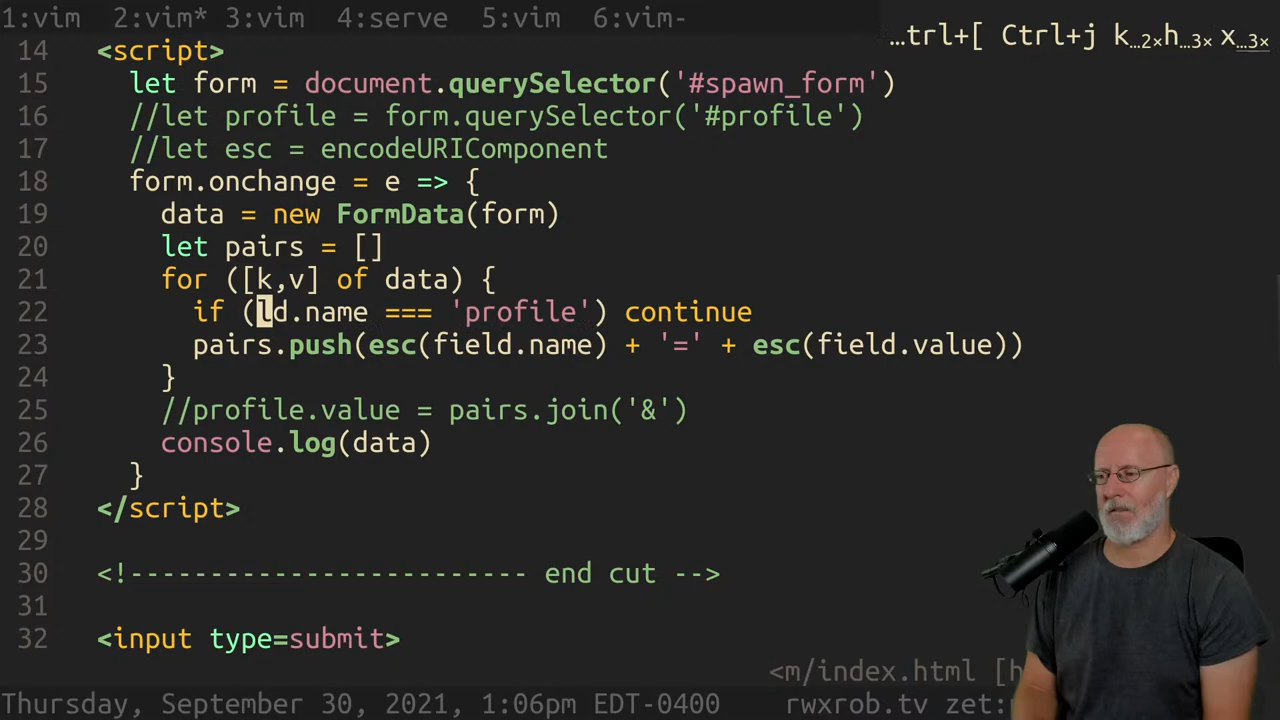 1:vim 2:vim* 3:vim 4:serve 5:vim 6:vim-
…trl+[ Ctrl+j k…2×h…3× x…3×
14 <script>
15 let form = document.querySelector('#spawn_form')
16 //let profile = form.querySelector('#profile')
17 //let esc = encodeURIComponent
18 form.onchange = e => {
19 data = new FormData(form)
20 let pairs = []
21 for ([k,v] of data) {
22 if (ld.name === 'profile') continue
23 pairs.push(esc(field.name) + '=' + esc(field.value))
24 }
25 //profile.value = pairs.join('&')
26 console.log(data)
27 }
28 </script>
29
30 <!------------------------- end cut -->
31
32 <input type=submit>
<m/index.html [h
Thursday, September 30, 2021, 1:06pm EDT-0400 rwxrob.tv zet: